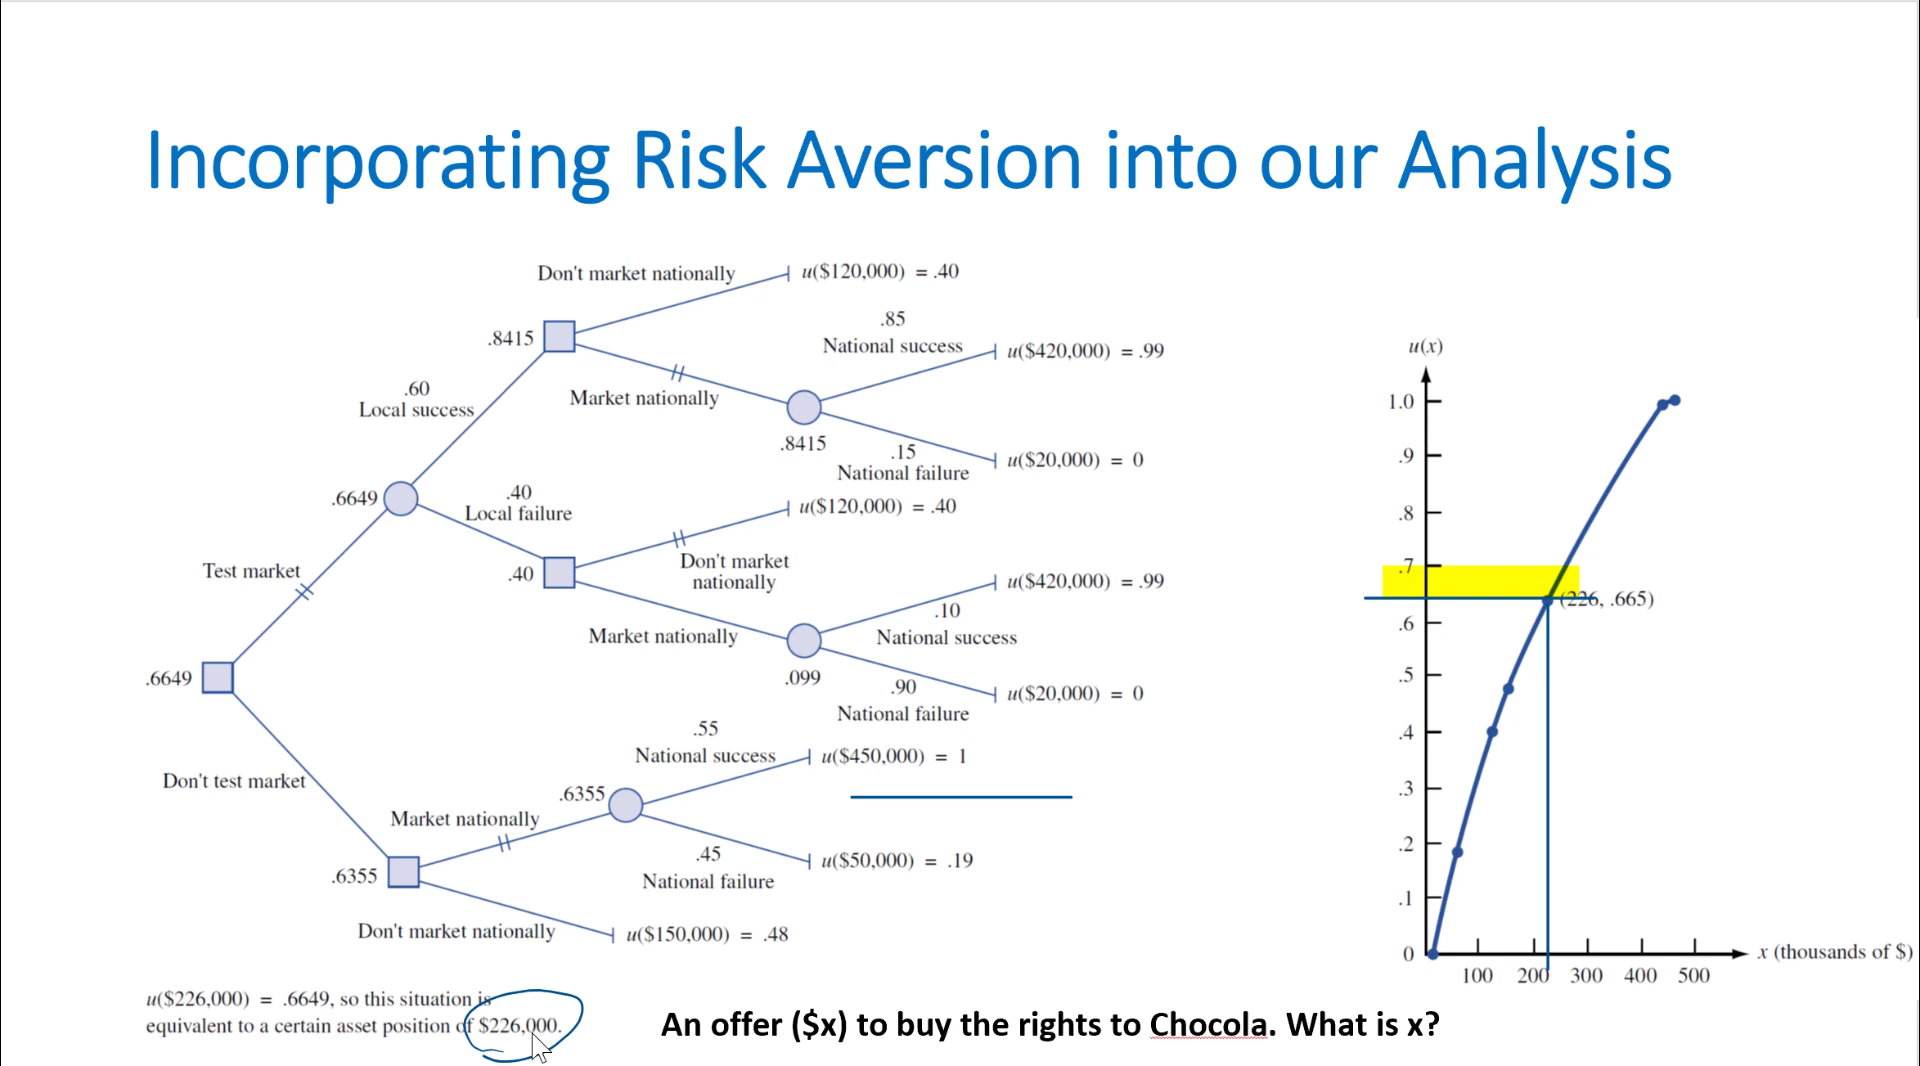 Incorporating Risk Aversion into our Analysis
Don't market nationally
u($120,000) = .40
.8415
.85
National success
u($420,000) = .99
.60
Local success
Market nationally
.8415
.15
National failure
u($20,000) = 0
.6649
.40
Local failure
u($120,000) = .40
Test market
.40
Don't market
nationally
u($420,000) = .99
.10
National success
Market nationally
.099
.90
National failure
u($20,000) = 0
.6649
.55
National success
u($450,000) = 1
Don't test market
.6355
Market nationally
.45
National failure
u($50,000) = .19
.6355
Don't market nationally
u($150,000) = .48
u($226,000) = .6649, so this situation is
equivalent to a certain asset position of $226,000.
u(x)
1.0
.9
.8
.7
(226, .665)
.6
.5
.4
.3
.2
.1
0
x (thousands of $)
100 200 300 400 500
An offer ($x) to buy the rights to Chocola. What is x?